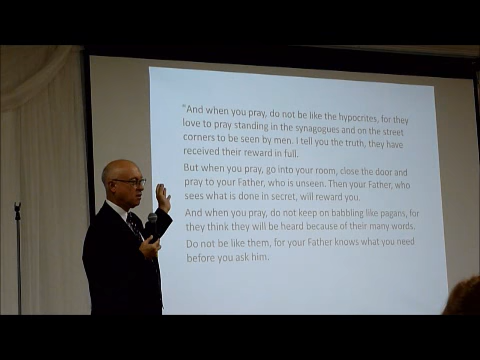 "And when you pray, do not be like the hypocrites, for they
love to pray standing in the synagogues and on the street
corners to be seen by men. I tell you the truth, they have
received their reward in full.
But when you pray, go into your room, close the door and
pray to your Father, who is unseen. Then your Father, who
sees what is done in secret, will reward you.
And when you pray, do not keep on babbling like pagans, for
they think they will be heard because of their many words.
Do not be like them, for your Father knows what you need
before you ask him.